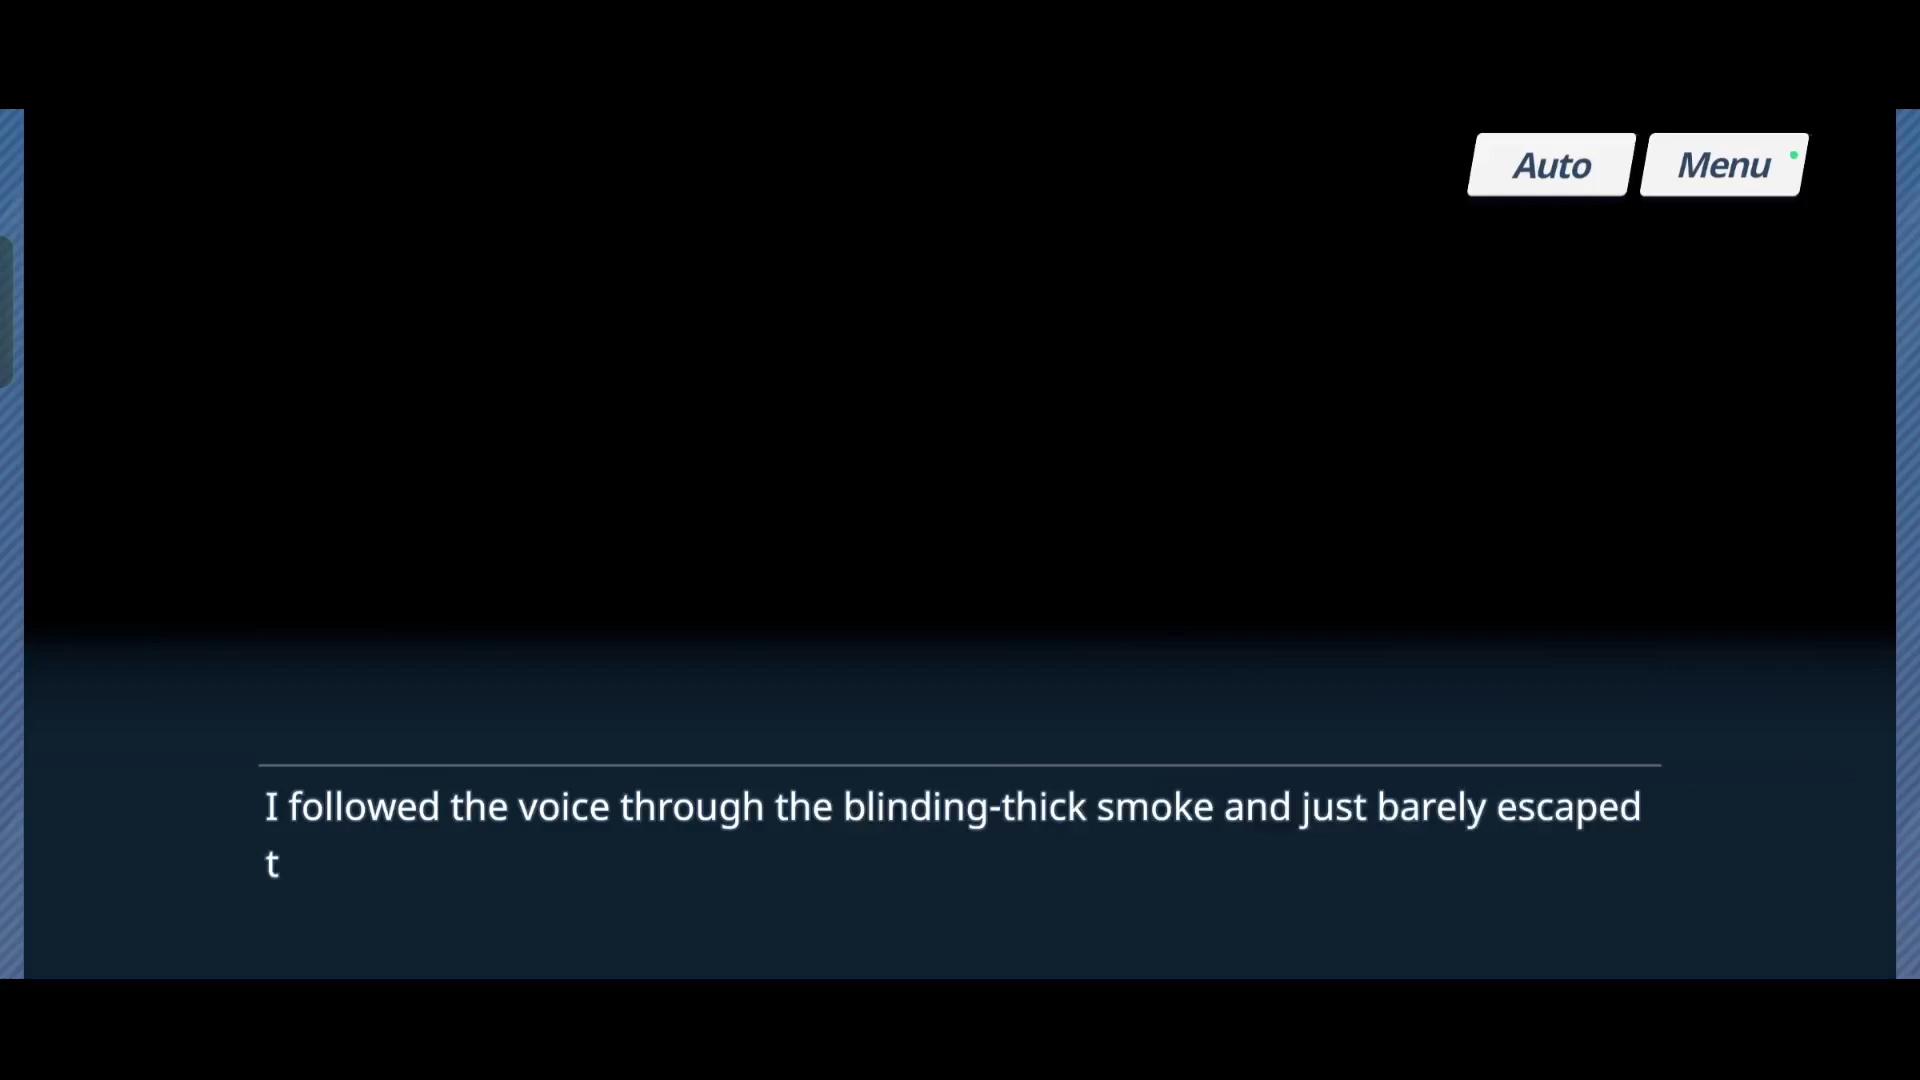 Auto
Menu
I followed the voice through the blinding-thick smoke and just barely escaped
t